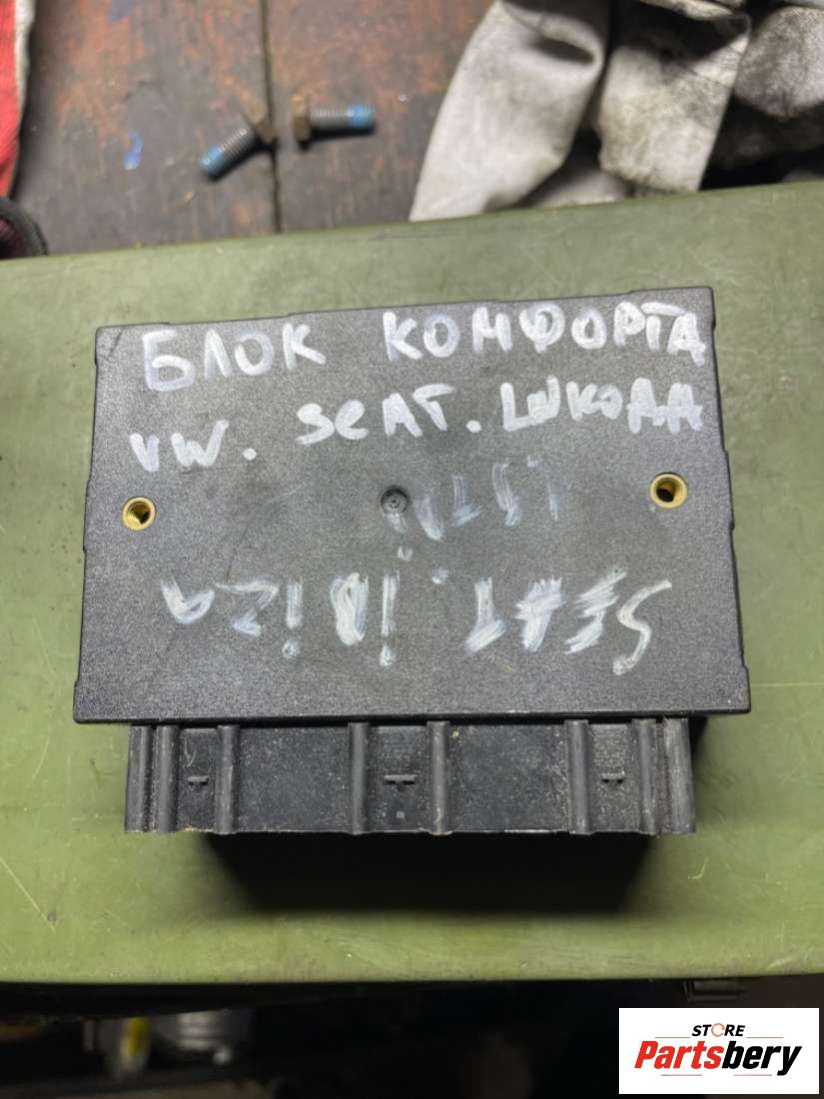 БЛОК КОМФОРТА
VW. SeAT. ШКОДА
SEAT. iBiZA
STORE
Partsbery